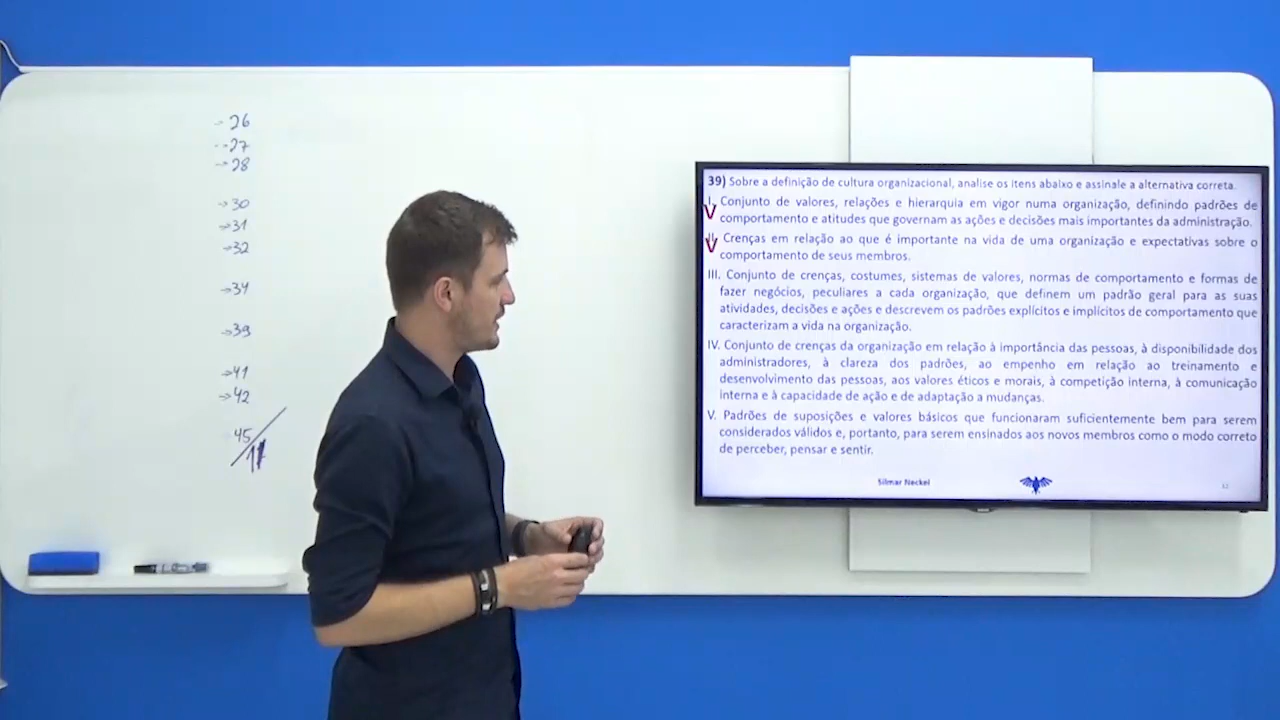 -26
-27
->28
->30
->31
->32
->34
->39
->41
->42
45
11
39) Sobre a definição de cultura organizacional, analise os itens abaixo e assinale a alternativa correta.
I. Conjunto de valores, relações e hierarquia em vigor numa organização, definindo padrões de
V comportamento e atitudes que governam as ações e decisões mais importantes da administração.
II. Crenças em relação ao que é importante na vida de uma organização e expectativas sobre o
V comportamento de seus membros.
III. Conjunto de crenças, costumes, sistemas de valores, normas de comportamento e formas de
fazer negócios, peculiares a cada organização, que definem um padrão geral para as suas
atividades, decisões e ações e descrevem os padrões explícitos e implícitos de comportamento que
caracterizam a vida na organização.
IV. Conjunto de crenças da organização em relação à importância das pessoas, à disponibilidade dos
administradores, à clareza dos padrões, ao empenho em relação ao treinamento e
desenvolvimento das pessoas, aos valores éticos e morais, à competição interna, à comunicação
interna e à capacidade de ação e de adaptação a mudanças.
V. Padrões de suposições e valores básicos que funcionaram suficientemente bem para serem
considerados válidos e, portanto, para serem ensinados aos novos membros como o modo correto
de perceber, pensar e sentir.
Silmar Neckel